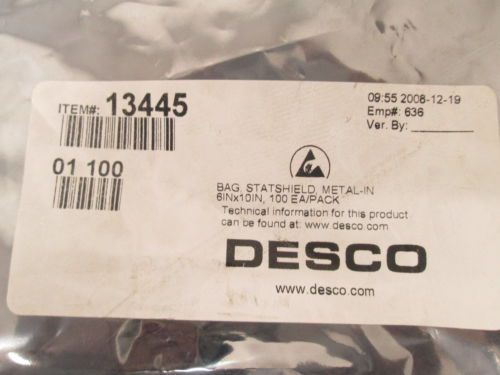 ITEM#: 13445
09:55 2008-12-19
Emp#: 636
Ver. By:
01 100
BAG, STATSHIELD, METAL-IN
6INx10IN, 100 EA/PACK
Technical information for this product
can be found at: www.desco.com
DESCO
www.desco.com